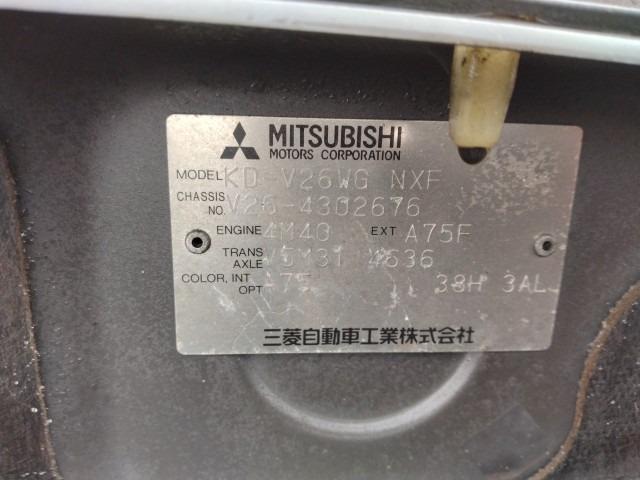 MITSUBISHI
MOTORS CORPORATION
MODEL KD-V26WG NXF
CHASSIS NO. V26-4302676
ENGINE 4M40 EXT A75F
TRANS AXLE V5M31 4636
COLOR, INT OPT A75 38H 3AL
三菱自動車工業株式会社